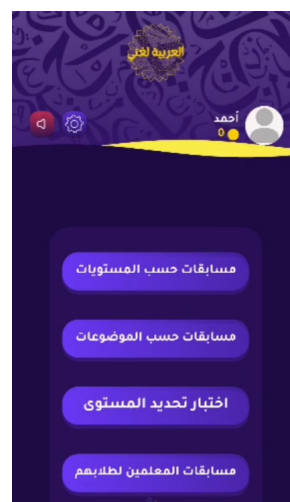 العربية لغتي
أحمد
0
مسابقات حسب المستويات
مسابقات حسب الموضوعات
اختبار تحديد المستوى
مسابقات المعلمين لطلابهم